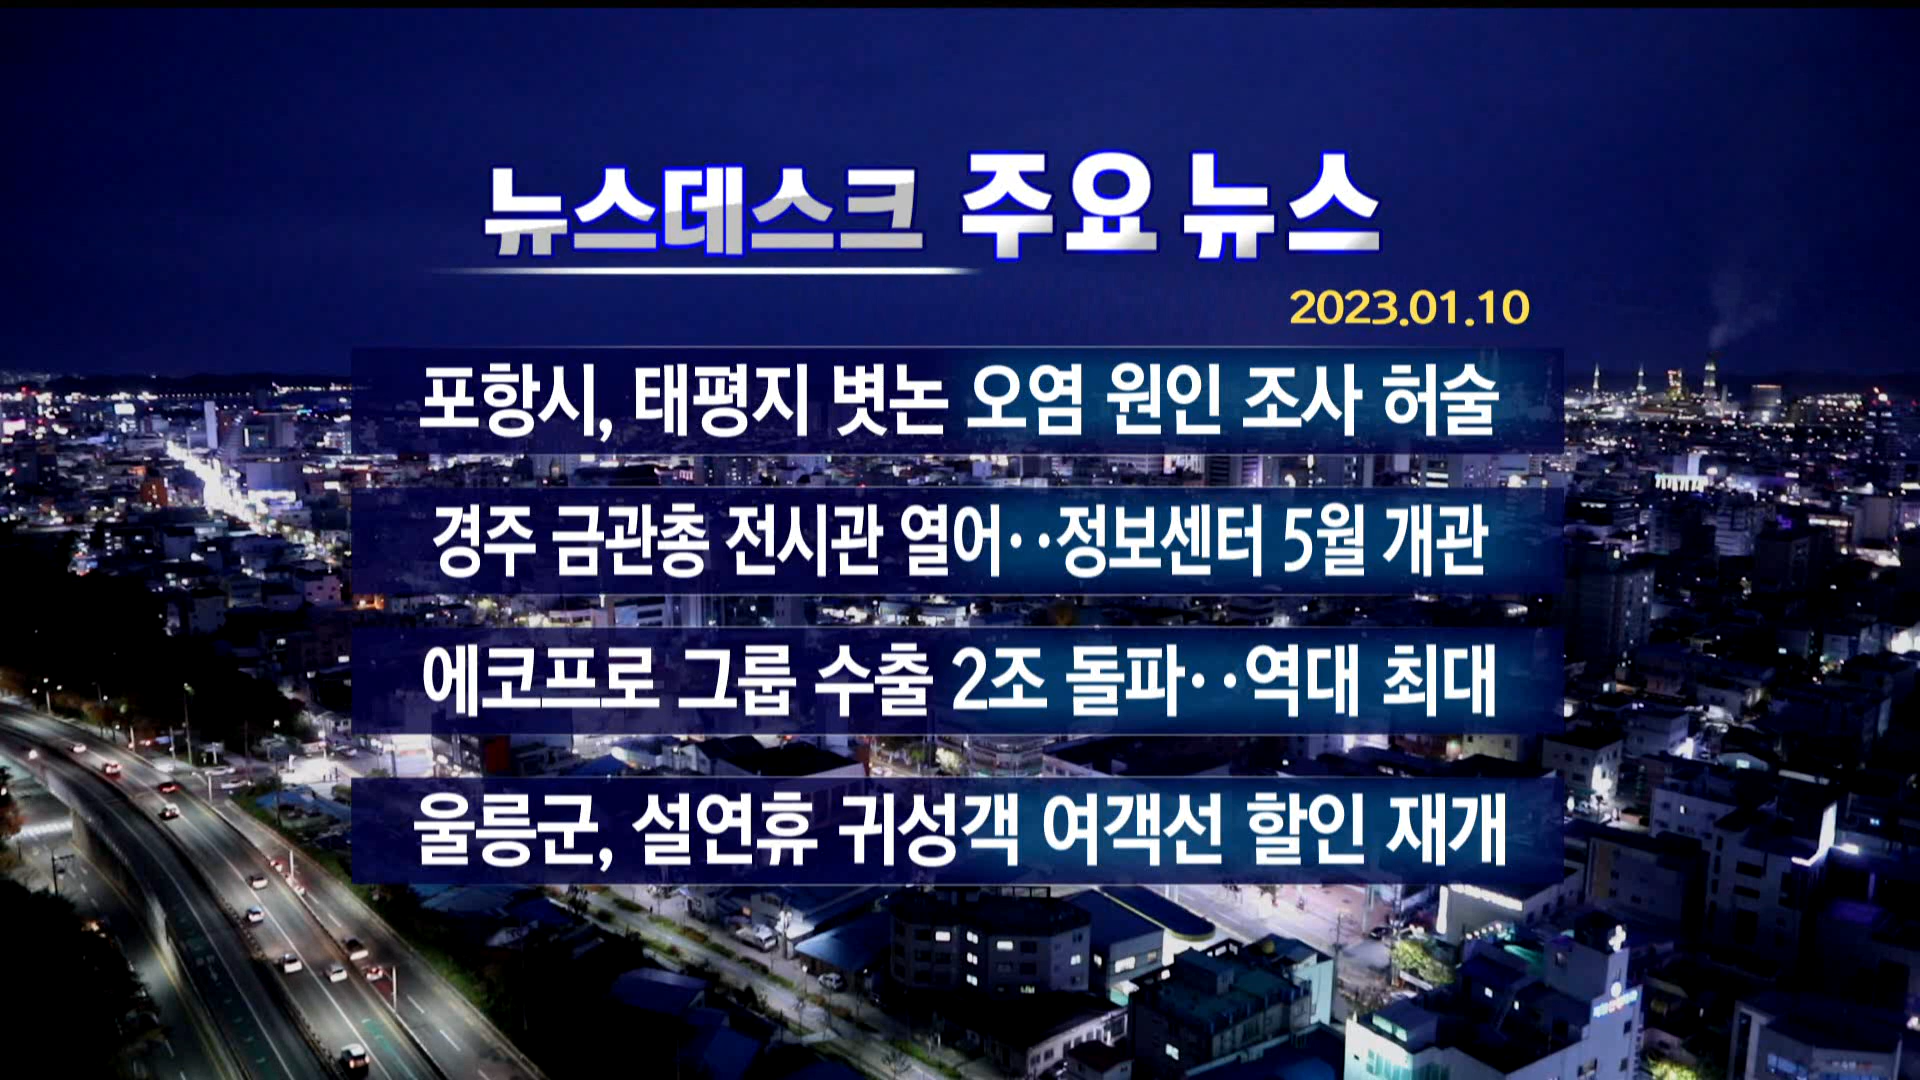 뉴스데스크 주요뉴스
2023.01.10
포항시, 태평지 볏논 오염 원인 조사 허술
경주 금관총 전시관 열어‥정보센터 5월 개관
에코프로 그룹 수출 2조 돌파‥역대 최대
울릉군, 설연휴 귀성객 여객선 할인 재개